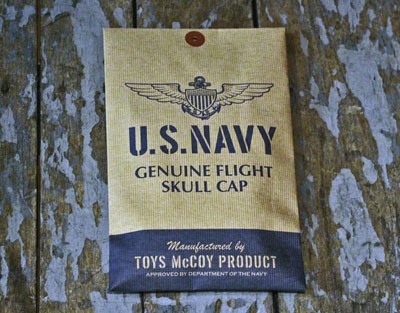 U.S.NAVY
GENUINE FLIGHT
SKULL CAP
Manufactured by
TOYS McCOY PRODUCT
APPROVED BY DEPARTMENT OF THE NAVY